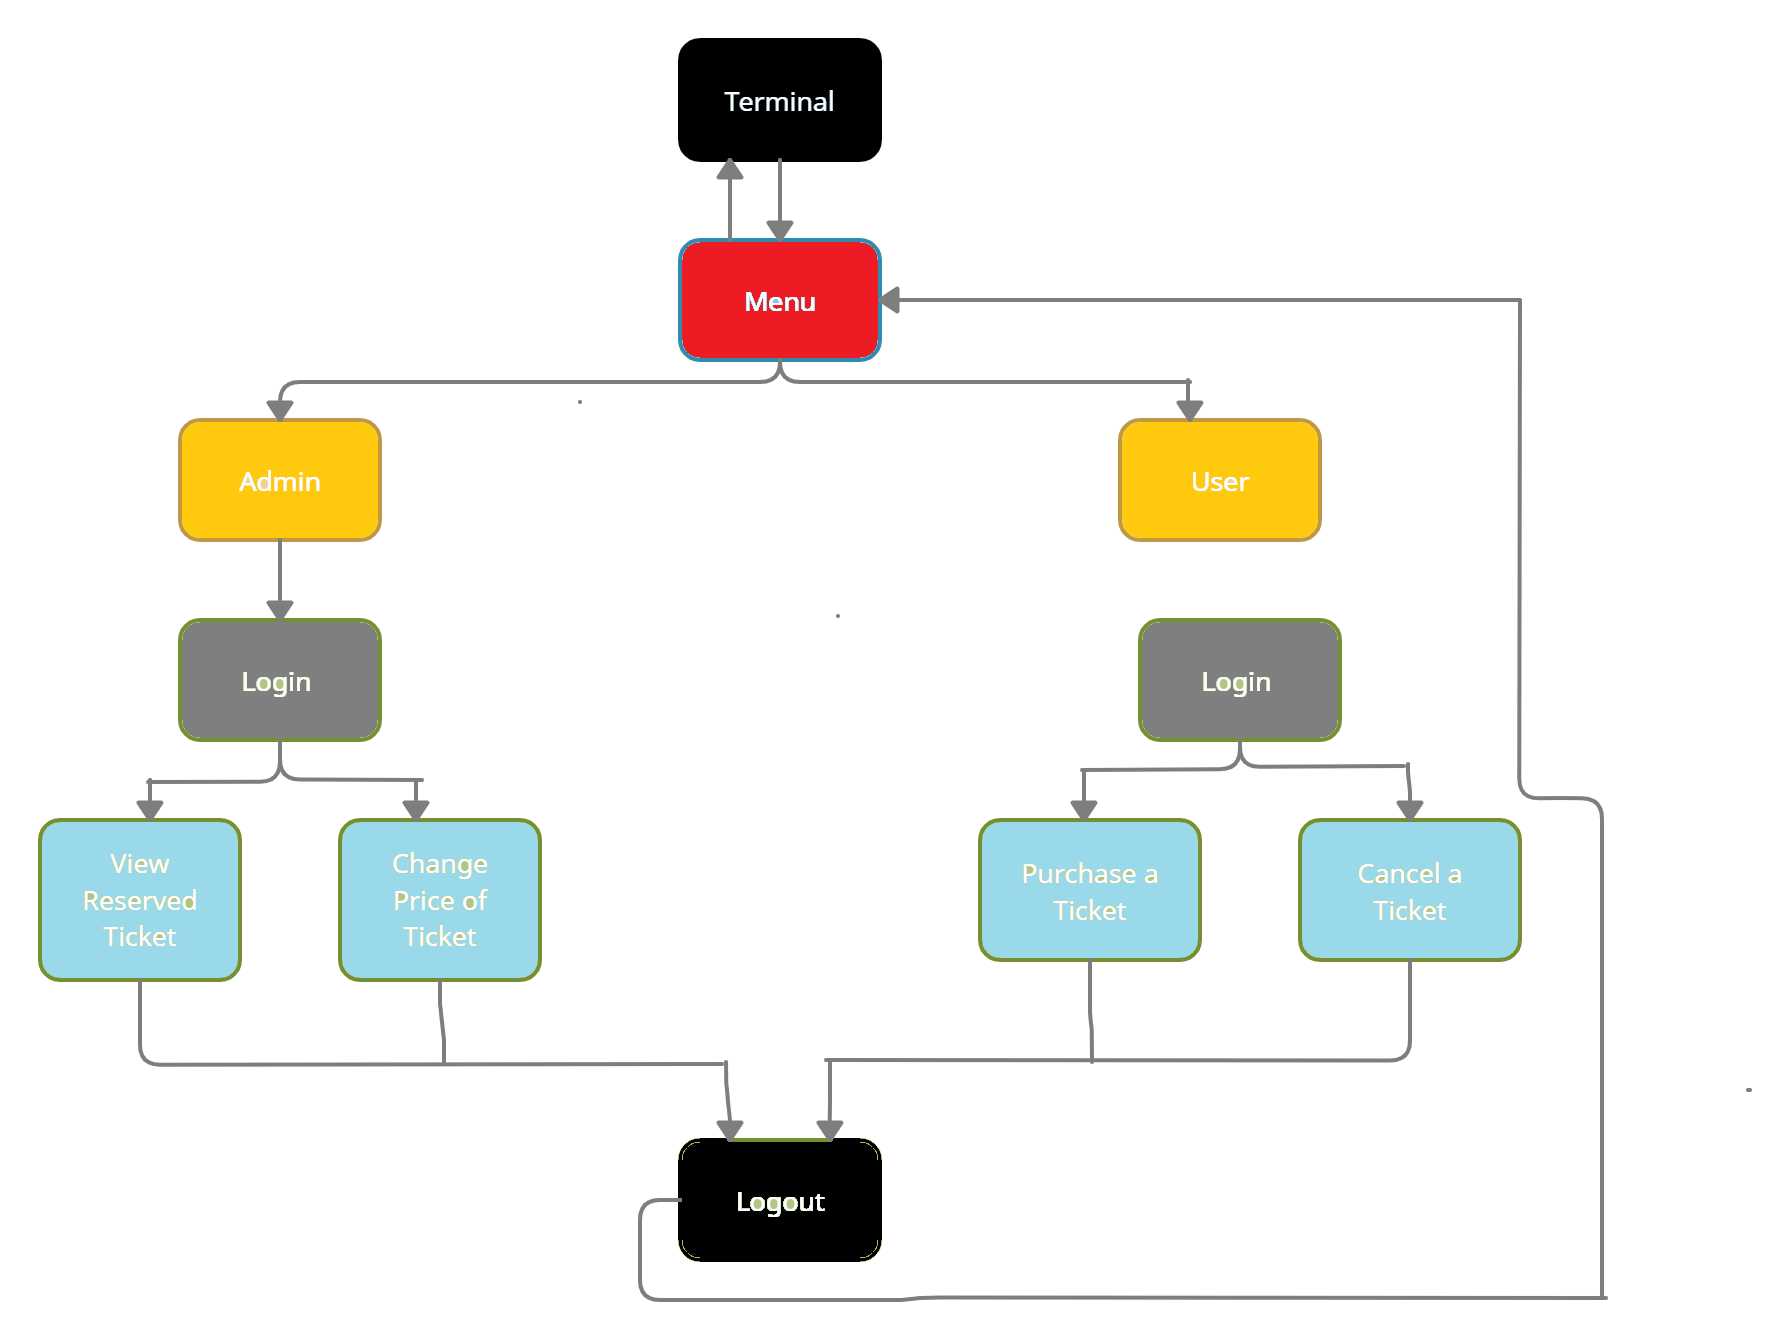 Terminal
Menu
Admin
User
Login
Login
View
Reserved
Ticket
Change
Price of
Ticket
Purchase a
Ticket
Cancel a
Ticket
Logout